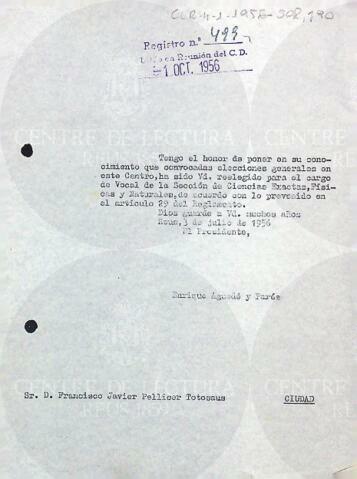 CLR-4-1-1956-308,190
Registro n.º 499
en Reunión del C. D.
-1 OCT. 1956
Tengo el honor de poner en su cono-
cimiento que convocadas elecciones generales en
este Centro, ha sido Vd. reelegido para el cargo
de Vocal de la Sección de Ciencias Exactas, Físi-
cas y Naturales, de acuerdo con lo prevenido en
el artículo 29 del Reglamento.
Dios guarde a Vd. muchos años
Reus, 3 de julio de 1956
El Presidente,
Enrique Aguadé y Parés
CENTRE DE LECTURA
Sr. D. Francisco Javier Pellicer Totosaus
CIUDAD